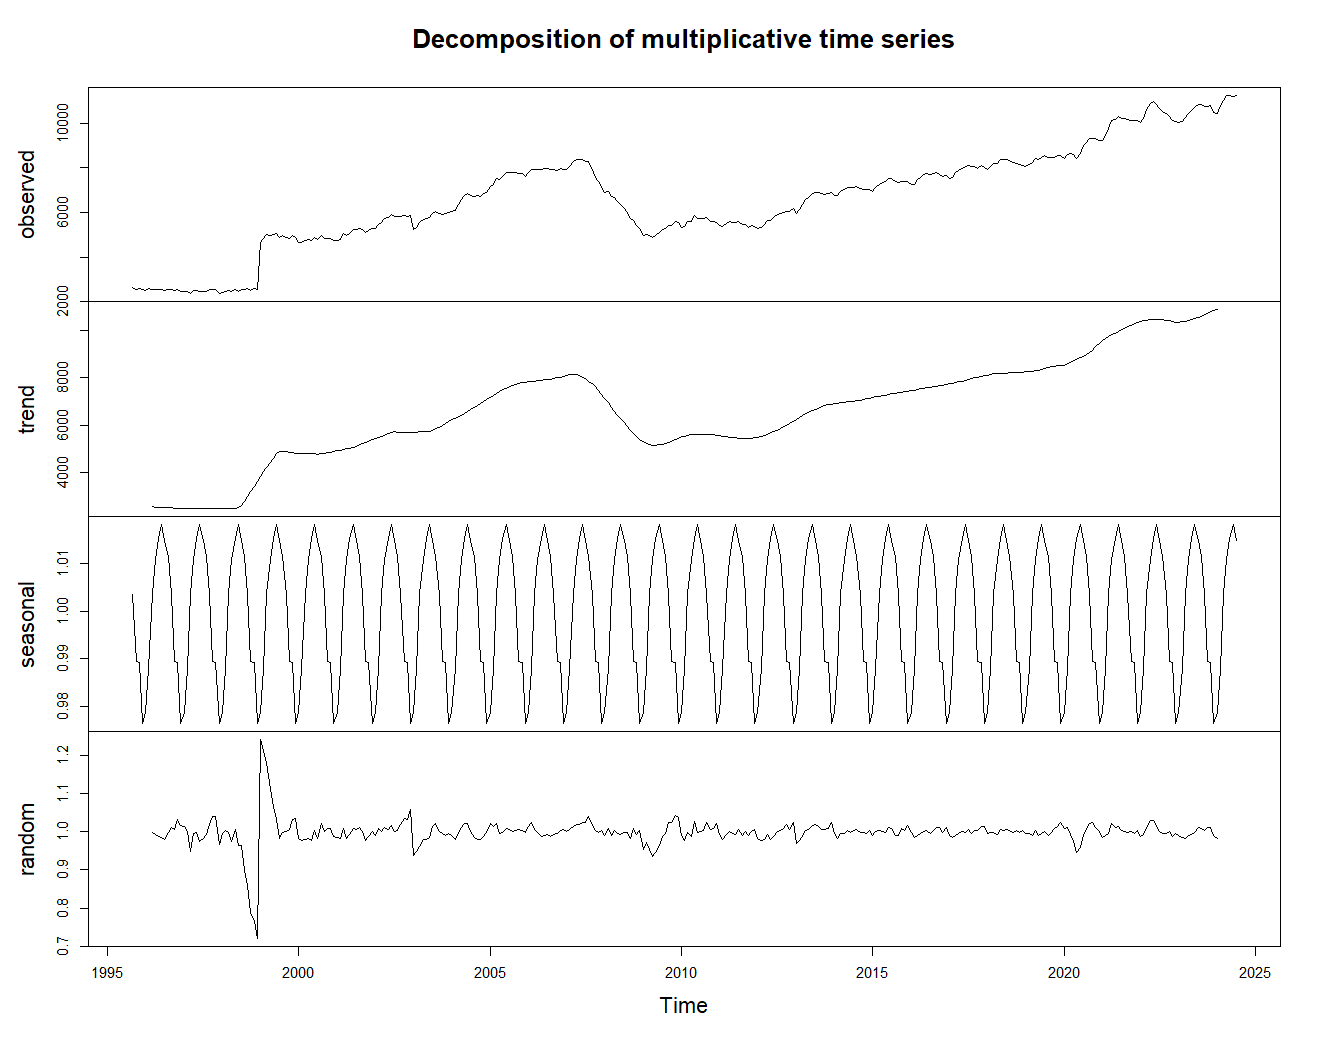 Decomposition of multiplicative time series
observed
2000 6000 10000
trend
4000 6000 8000
seasonal
0.98 0.99 1.00 1.01
random
0.7 0.8 0.9 1.0 1.1 1.2
1995 2000 2005 2010 2015 2020 2025
Time